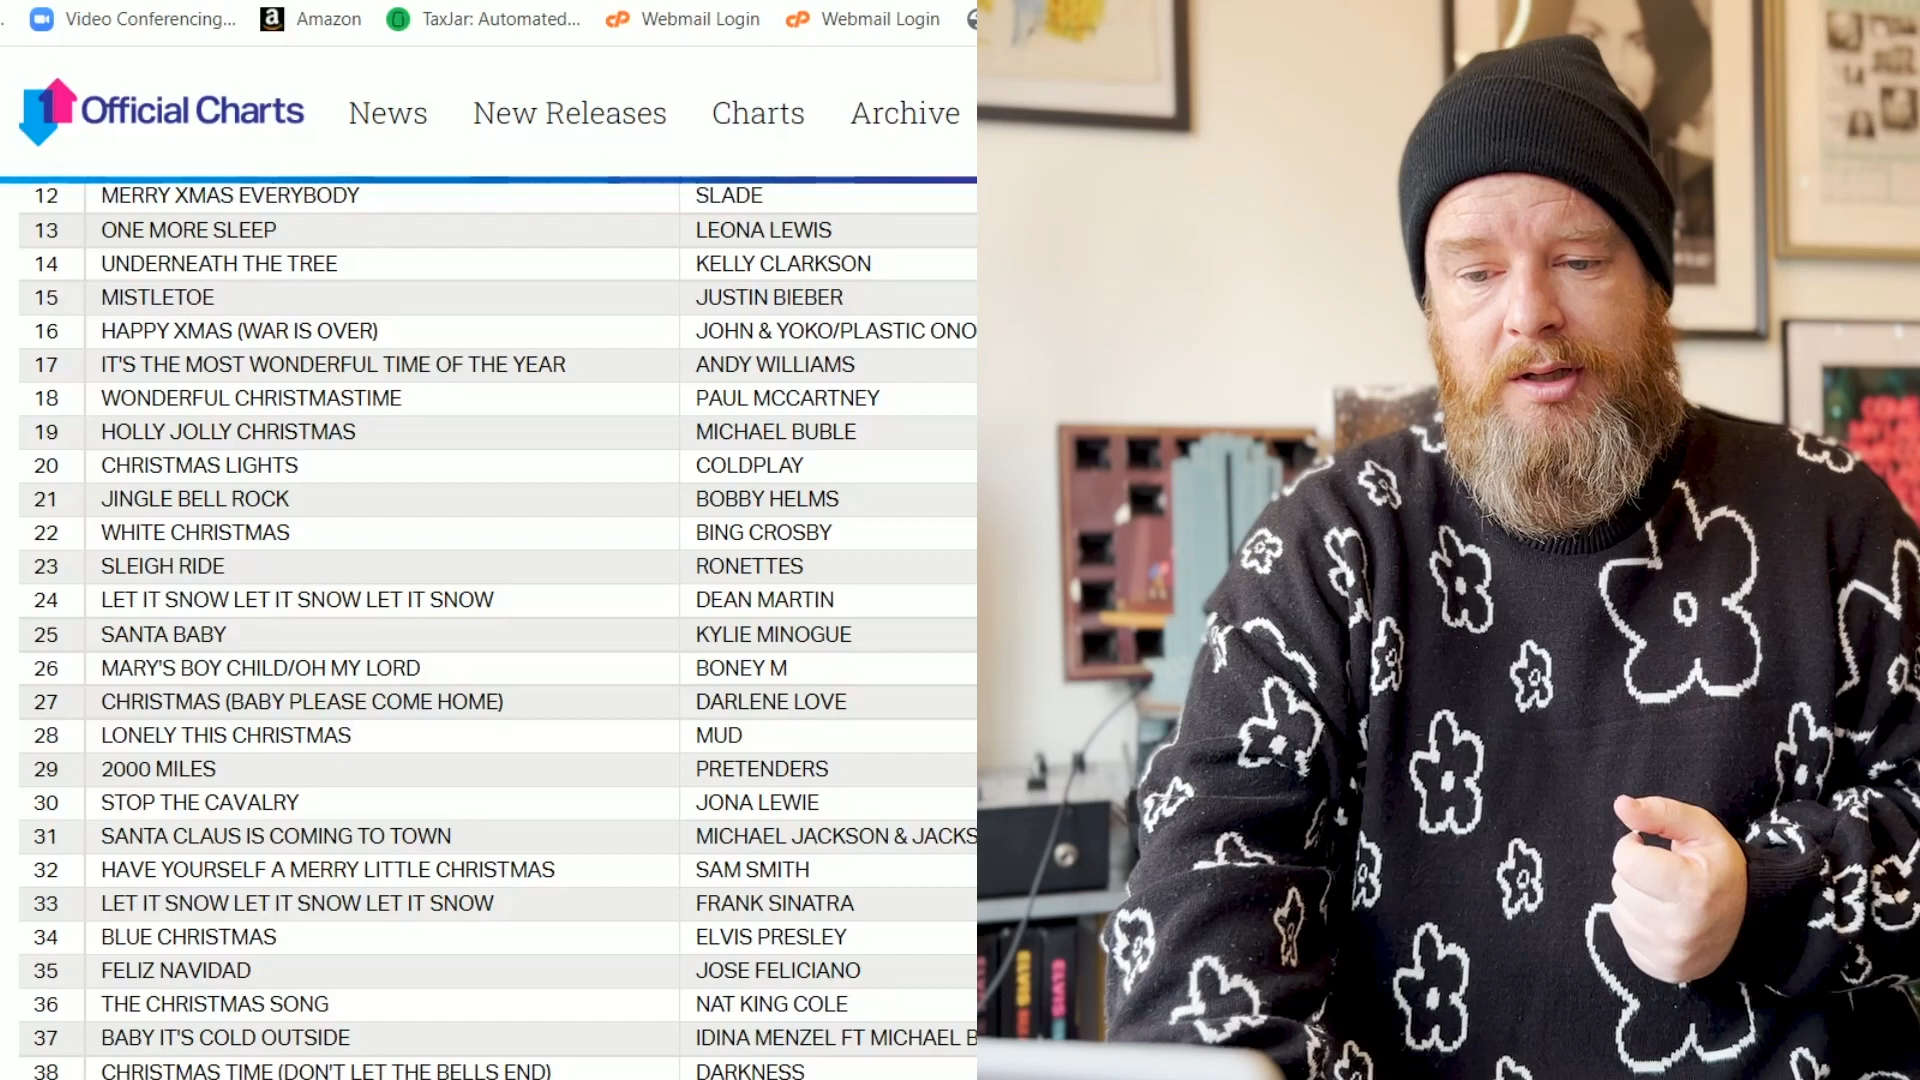 Video Conferencing... Amazon TaxJar: Automated... Webmail Login Webmail Login
Official Charts News New Releases Charts Archive
12 MERRY XMAS EVERYBODY SLADE
13 ONE MORE SLEEP LEONA LEWIS
14 UNDERNEATH THE TREE KELLY CLARKSON
15 MISTLETOE JUSTIN BIEBER
16 HAPPY XMAS (WAR IS OVER) JOHN & YOKO/PLASTIC ONO
17 IT'S THE MOST WONDERFUL TIME OF THE YEAR ANDY WILLIAMS
18 WONDERFUL CHRISTMASTIME PAUL MCCARTNEY
19 HOLLY JOLLY CHRISTMAS MICHAEL BUBLE
20 CHRISTMAS LIGHTS COLDPLAY
21 JINGLE BELL ROCK BOBBY HELMS
22 WHITE CHRISTMAS BING CROSBY
23 SLEIGH RIDE RONETTES
24 LET IT SNOW LET IT SNOW LET IT SNOW DEAN MARTIN
25 SANTA BABY KYLIE MINOGUE
26 MARY'S BOY CHILD/OH MY LORD BONEY M
27 CHRISTMAS (BABY PLEASE COME HOME) DARLENE LOVE
28 LONELY THIS CHRISTMAS MUD
29 2000 MILES PRETENDERS
30 STOP THE CAVALRY JONA LEWIE
31 SANTA CLAUS IS COMING TO TOWN MICHAEL JACKSON & JACKS
32 HAVE YOURSELF A MERRY LITTLE CHRISTMAS SAM SMITH
33 LET IT SNOW LET IT SNOW LET IT SNOW FRANK SINATRA
34 BLUE CHRISTMAS ELVIS PRESLEY
35 FELIZ NAVIDAD JOSE FELICIANO
36 THE CHRISTMAS SONG NAT KING COLE
37 BABY IT'S COLD OUTSIDE IDINA MENZEL FT MICHAEL B
38 CHRISTMAS TIME (DON'T LET THE BELLS END) DARKNESS